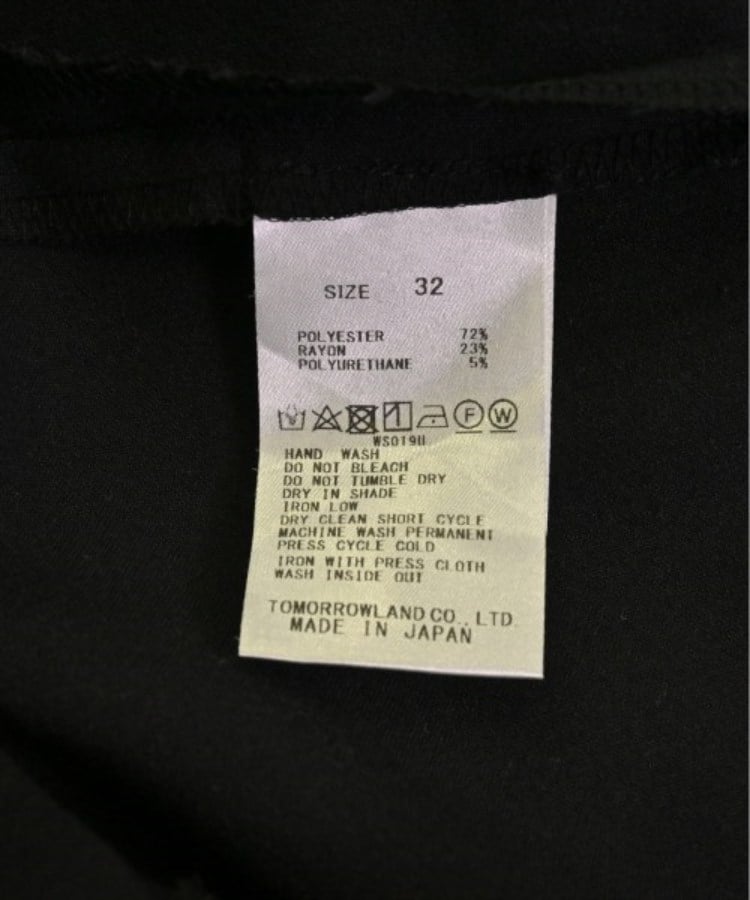 SIZE 32
POLYESTER 72%
RAYON 23%
POLYURETHANE 5%
F W
WS019U
HAND WASH
DO NOT BLEACH
DO NOT TUMBLE DRY
DRY IN SHADE
IRON LOW
DRY CLEAN SHORT CYCLE
MACHINE WASH PERMANENT
PRESS CYCLE COLD
IRON WITH PRESS CLOTH
WASH INSIDE OUT
TOMORROWLAND CO., LTD.
MADE IN JAPAN